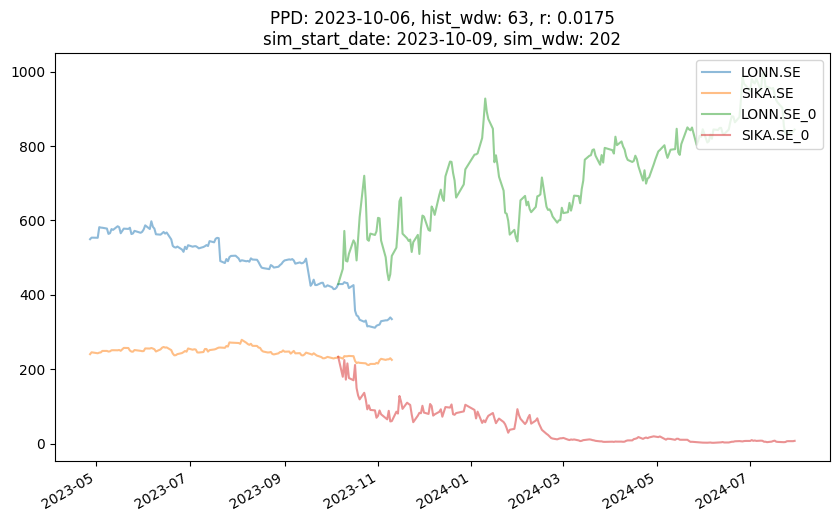 PPD: 2023-10-06, hist_wdw: 63, r: 0.0175
sim_start_date: 2023-10-09, sim_wdw: 202
LONN.SE
SIKA.SE
LONN.SE_0
SIKA.SE_0
1000
800
600
400
200
0
2023-05
2023-07
2023-09
2023-11
2024-01
2024-03
2024-05
2024-07